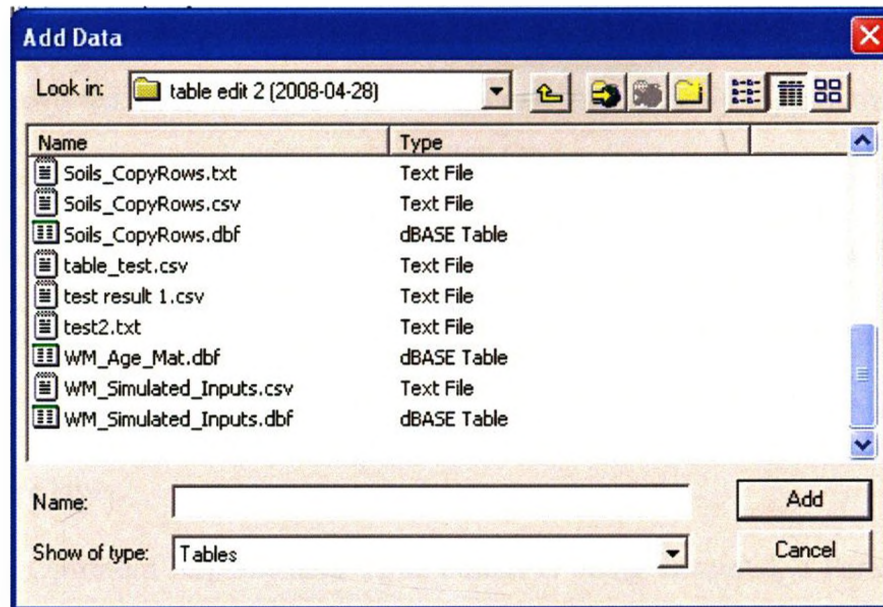 Add Data
Look in: table edit 2 (2008-04-28)
Name Type
Soils_CopyRows.txt Text File
Soils_CopyRows.csv Text File
Soils_CopyRows.dbf dBASE Table
table_test.csv Text File
test result 1.csv Text File
test2.txt Text File
WM_Age_Mat.dbf dBASE Table
WM_Simulated_Inputs.csv Text File
WM_Simulated_Inputs.dbf dBASE Table
Name: Add
Show of type: Tables Cancel